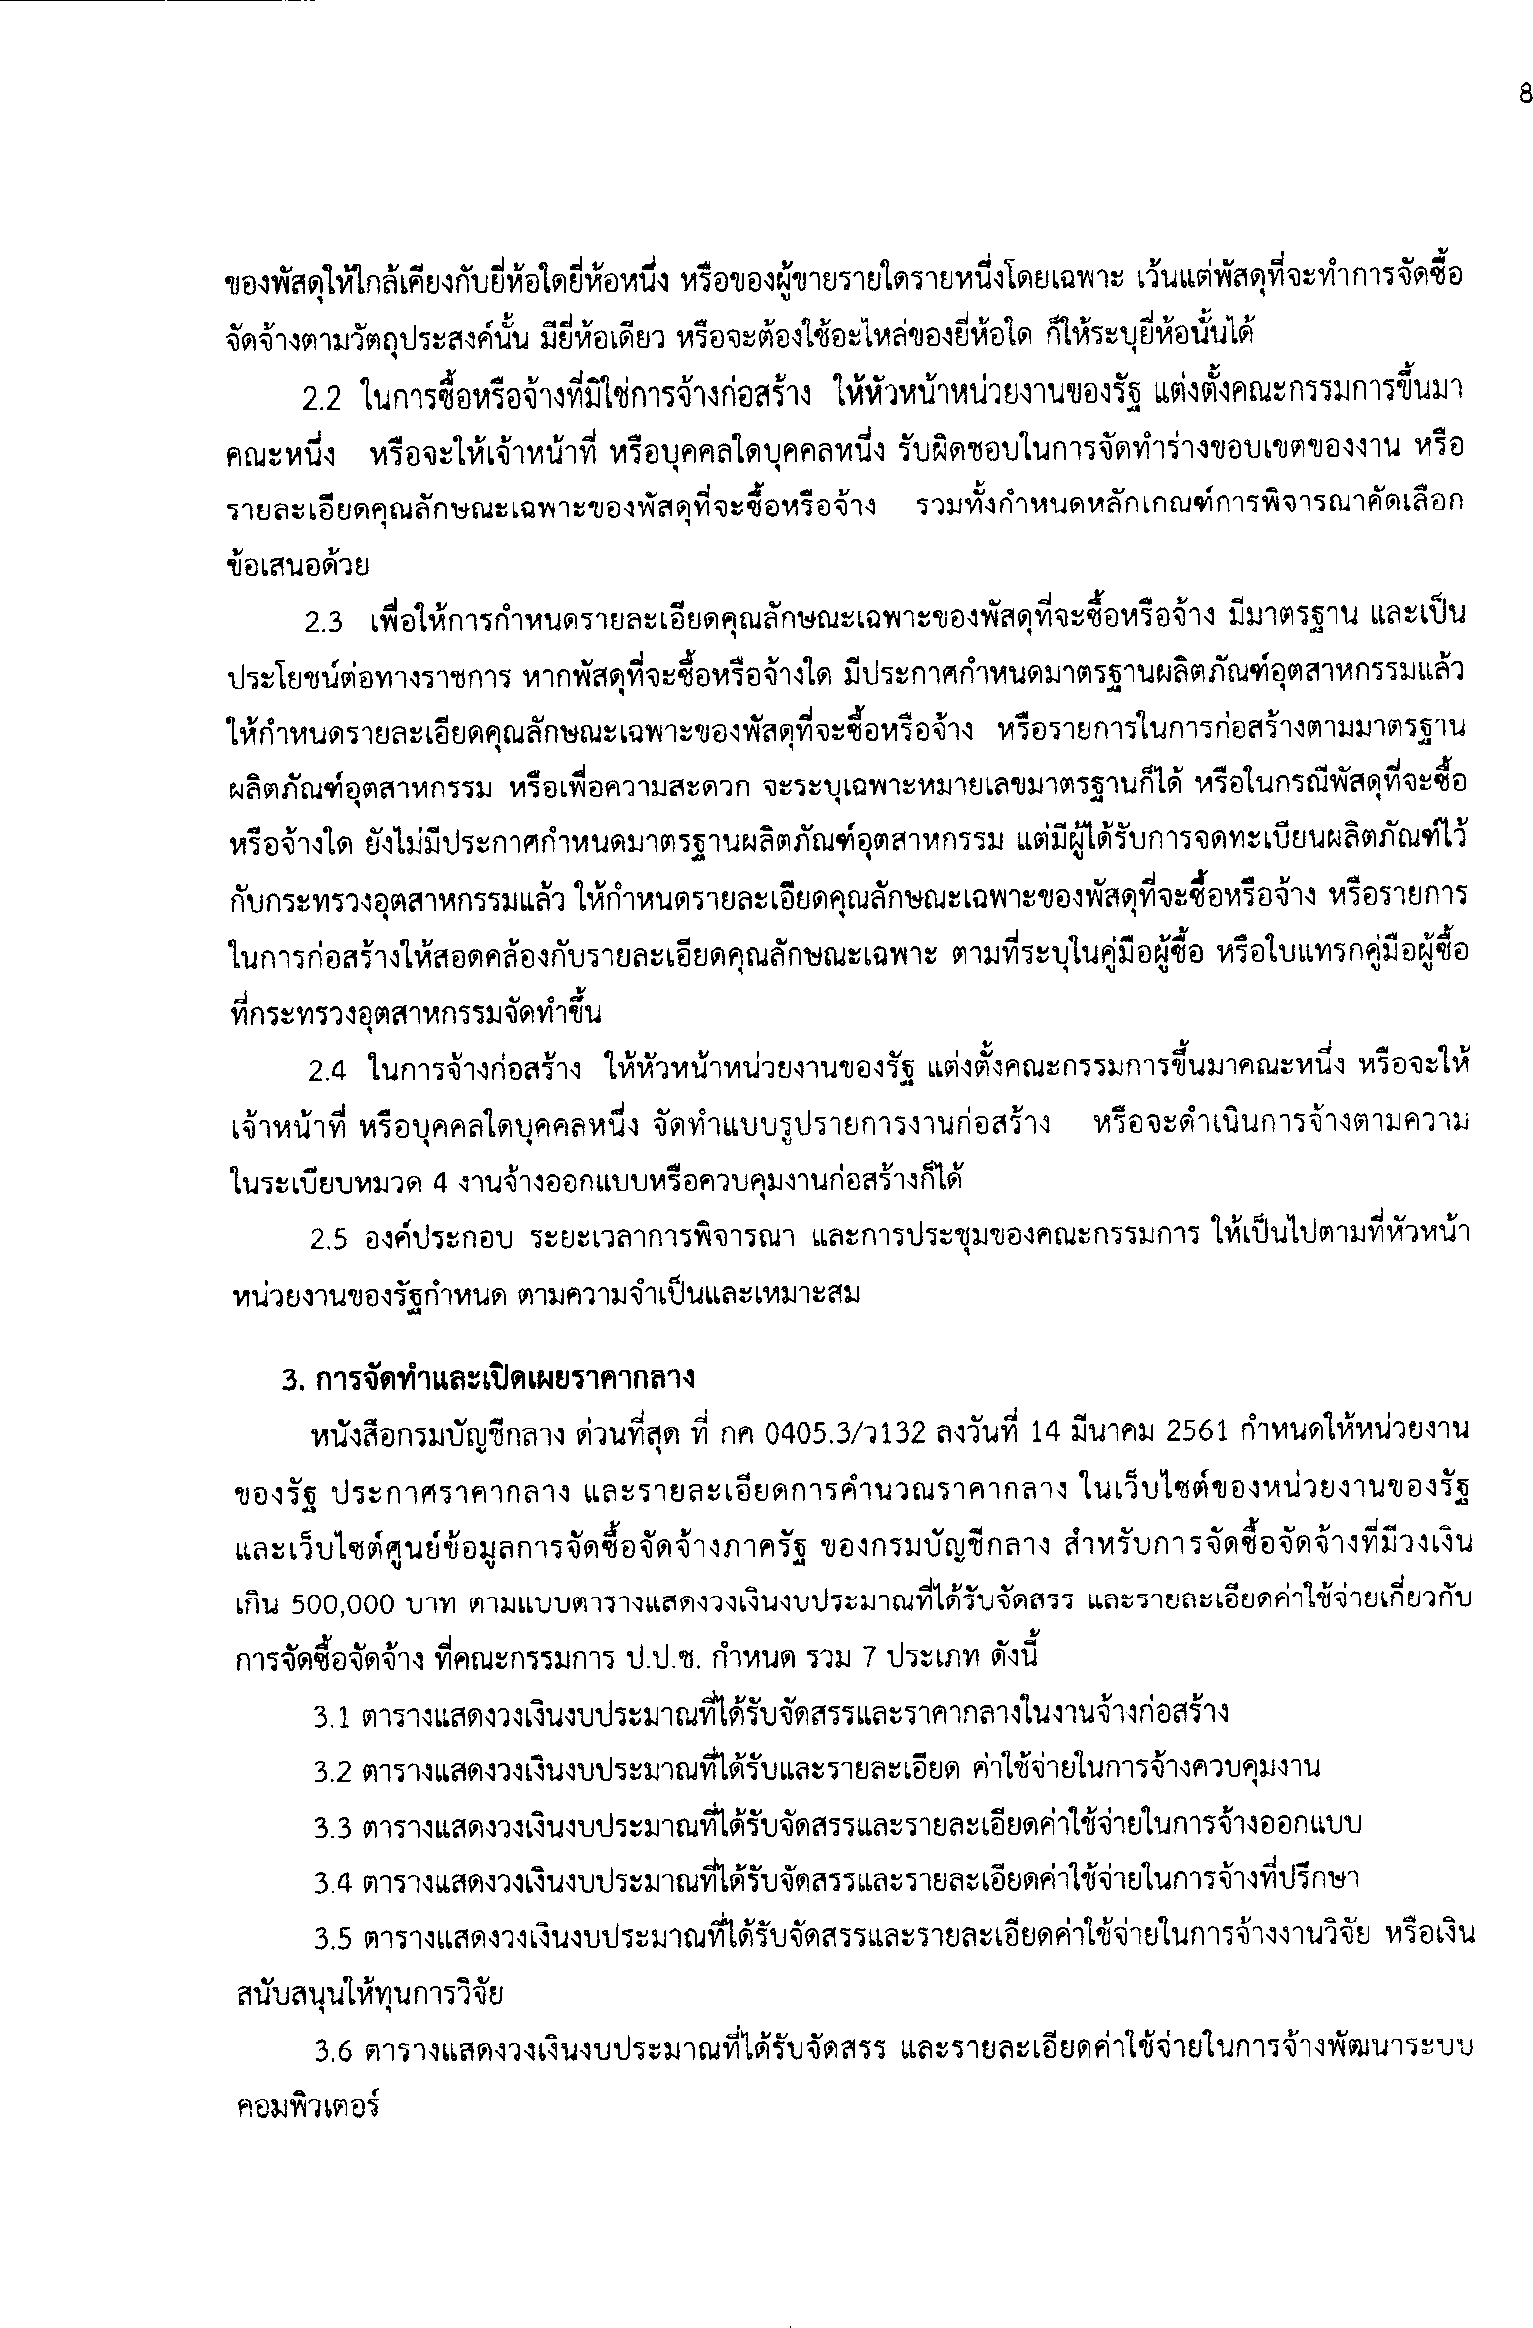 8
ของพัสดุให้ใกล้เคียงกับยี่ห้อใดยี่ห้อหนึ่ง หรือของผู้ขายรายใดรายหนึ่งโดยเฉพาะ เว้นแต่พัสดุที่จะทำการจัดซื้อ
จัดจ้างตามวัตถุประสงค์นั้น มียี่ห้อเดียว หรือจะต้องใช้อะไหล่ของยี่ห้อใด ก็ให้ระบุยี่ห้อนั้นได้
2.2 ในการซื้อหรือจ้างที่มิใช่การจ้างก่อสร้าง ให้หัวหน้าหน่วยงานของรัฐ แต่งตั้งคณะกรรมการขึ้นมา
คณะหนึ่ง หรือจะให้เจ้าหน้าที่ หรือบุคคลใดบุคคลหนึ่ง รับผิดชอบในการจัดทำร่างขอบเขตของงาน หรือ
รายละเอียดคุณลักษณะเฉพาะของพัสดุที่จะซื้อหรือจ้าง รวมทั้งกำหนดหลักเกณฑ์การพิจารณาคัดเลือก
ข้อเสนอด้วย
2.3 เพื่อให้การกำหนดรายละเอียดคุณลักษณะเฉพาะของพัสดุที่จะซื้อหรือจ้าง มีมาตรฐาน และเป็น
ประโยชน์ต่อทางราชการ หากพัสดุที่จะซื้อหรือจ้างใด มีประกาศกำหนดมาตรฐานผลิตภัณฑ์อุตสาหกรรมแล้ว
ให้กำหนดรายละเอียดคุณลักษณะเฉพาะของพัสดุที่จะซื้อหรือจ้าง หรือรายการในการก่อสร้างตามมาตรฐาน
ผลิตภัณฑ์อุตสาหกรรม หรือเพื่อความสะดวก จะระบุเฉพาะหมายเลขมาตรฐานก็ได้ หรือในกรณีพัสดุที่จะซื้อ
หรือจ้างใด ยังไม่มีประกาศกำหนดมาตรฐานผลิตภัณฑ์อุตสาหกรรม แต่มีผู้ได้รับการจดทะเบียนผลิตภัณฑ์ไว้
กับกระทรวงอุตสาหกรรมแล้ว ให้กำหนดรายละเอียดคุณลักษณะเฉพาะของพัสดุที่จะซื้อหรือจ้าง หรือรายการ
ในการก่อสร้างให้สอดคล้องกับรายละเอียดคุณลักษณะเฉพาะ ตามที่ระบุในคู่มือผู้ซื้อ หรือใบแทรกคู่มือผู้ซื้อ
ที่กระทรวงอุตสาหกรรมจัดทำขึ้น
2.4 ในการจ้างก่อสร้าง ให้หัวหน้าหน่วยงานของรัฐ แต่งตั้งคณะกรรมการขึ้นมาคณะหนึ่ง หรือจะให้
เจ้าหน้าที่ หรือบุคคลใดบุคคลหนึ่ง จัดทำแบบรูปรายการงานก่อสร้าง หรือจะดำเนินการจ้างตามความ
ในระเบียบหมวด 4 งานจ้างออกแบบหรือควบคุมงานก่อสร้างก็ได้
2.5 องค์ประกอบ ระยะเวลาการพิจารณา และการประชุมของคณะกรรมการ ให้เป็นไปตามที่หัวหน้า
หน่วยงานของรัฐกำหนด ตามความจำเป็นและเหมาะสม
3. การจัดทำและเปิดเผยราคากลาง
หนังสือกรมบัญชีกลาง ด่วนที่สุด ที่ กค 0405.3/ว132 ลงวันที่ 14 มีนาคม 2561 กำหนดให้หน่วยงาน
ของรัฐ ประกาศราคากลาง และรายละเอียดการคำนวณราคากลาง ในเว็บไซต์ของหน่วยงานของรัฐ
และเว็บไซต์ศูนย์ข้อมูลการจัดซื้อจัดจ้างภาครัฐ ของกรมบัญชีกลาง สำหรับการจัดซื้อจัดจ้างที่มีวงเงิน
เกิน 500,000 บาท ตามแบบตารางแสดงวงเงินงบประมาณที่ได้รับจัดสรร และรายละเอียดค่าใช้จ่ายเกี่ยวกับ
การจัดซื้อจัดจ้าง ที่คณะกรรมการ ป.ป.ช. กำหนด รวม 7 ประเภท ดังนี้
3.1 ตารางแสดงวงเงินงบประมาณที่ได้รับจัดสรรและราคากลางในงานจ้างก่อสร้าง
3.2 ตารางแสดงวงเงินงบประมาณที่ได้รับและรายละเอียด ค่าใช้จ่ายในการจ้างควบคุมงาน
3.3 ตารางแสดงวงเงินงบประมาณที่ได้รับจัดสรรและรายละเอียดค่าใช้จ่ายในการจ้างออกแบบ
3.4 ตารางแสดงวงเงินงบประมาณที่ได้รับจัดสรรและรายละเอียดค่าใช้จ่ายในการจ้างที่ปรึกษา
3.5 ตารางแสดงวงเงินงบประมาณที่ได้รับจัดสรรและรายละเอียดค่าใช้จ่ายในการจ้างงานวิจัย หรือเงิน
สนับสนุนให้ทุนการวิจัย
3.6 ตารางแสดงวงเงินงบประมาณที่ได้รับจัดสรร และรายละเอียดค่าใช้จ่ายในการจ้างพัฒนาระบบ
คอมพิวเตอร์